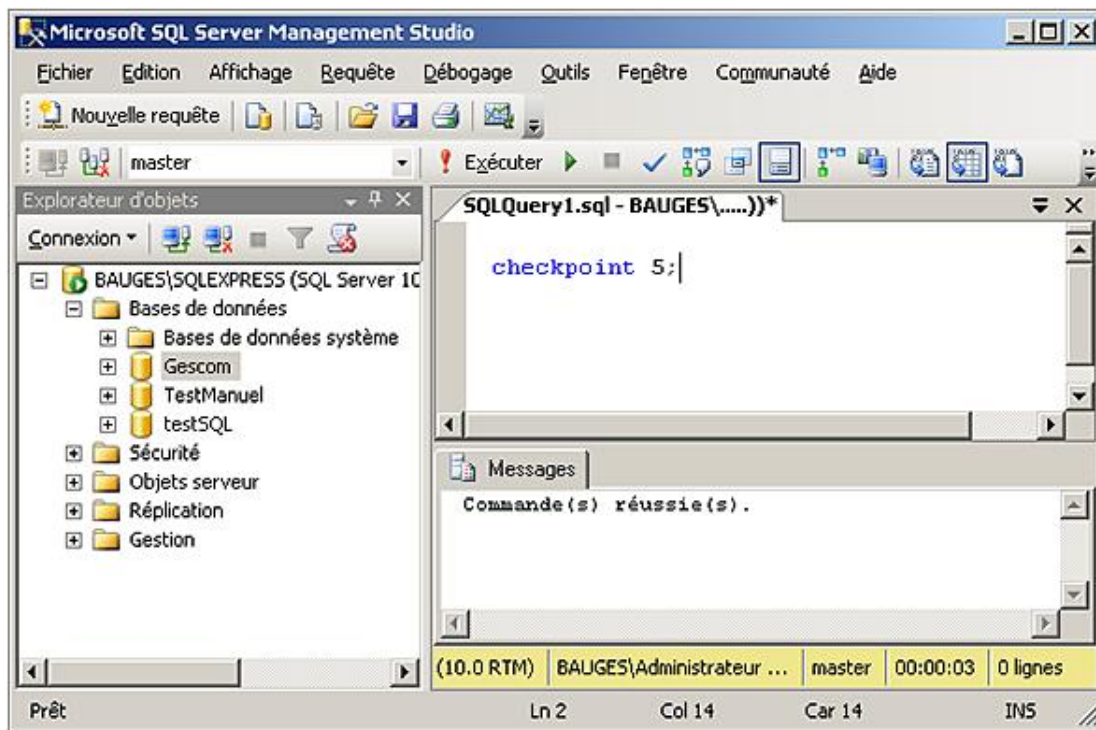 Microsoft SQL Server Management Studio
Fichier Edition Affichage Requête Débogage Outils Fenêtre Communauté Aide
Nouvelle requête
master Exécuter
Explorateur d'objets
SQLQuery1.sql - BAUGES\.....))*
Connexion
checkpoint 5;
BAUGES\SQLEXPRESS (SQL Server 10
Bases de données
Bases de données système
Gescom
TestManuel
testSQL
Sécurité
Objets serveur
Réplication
Gestion
Messages
Commande(s) réussie(s).
(10.0 RTM) BAUGES\Administrateur ... master 00:00:03 0 lignes
Prêt Ln 2 Col 14 Car 14 INS